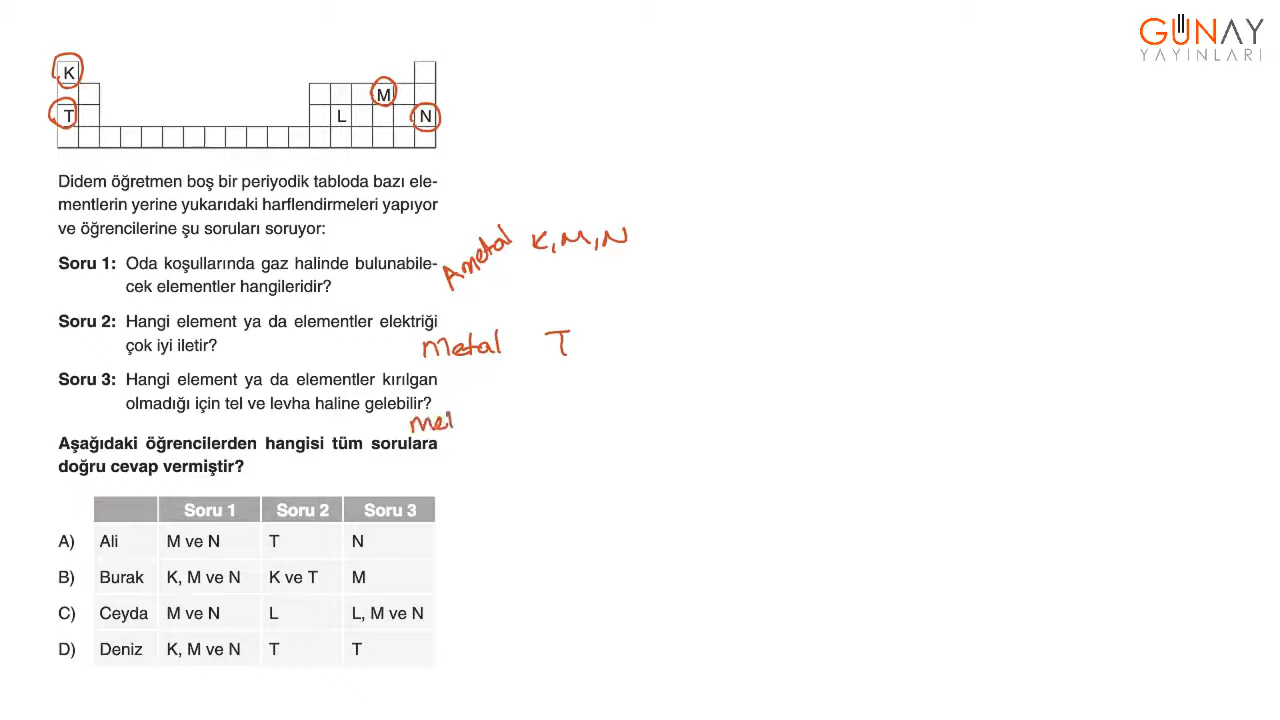 GÜNAY
YAYINLARI
K
M
T
L
N
Didem öğretmen boş bir periyodik tabloda bazı ele-
mentlerin yerine yukarıdaki harflendirmeleri yapıyor
ve öğrencilerine şu soruları soruyor:
Soru 1: Oda koşullarında gaz halinde bulunabile-
cek elementler hangileridir?
Ametal K, M, N
Soru 2: Hangi element ya da elementler elektriği
çok iyi iletir?
Metal T
Soru 3: Hangi element ya da elementler kırılgan
olmadığı için tel ve levha haline gelebilir?
Met
Aşağıdaki öğrencilerden hangisi tüm sorulara
doğru cevap vermiştir?
Soru 1 Soru 2 Soru 3
A) Ali M ve N T N
B) Burak K, M ve N K ve T M
C) Ceyda M ve N L L, M ve N
D) Deniz K, M ve N T T